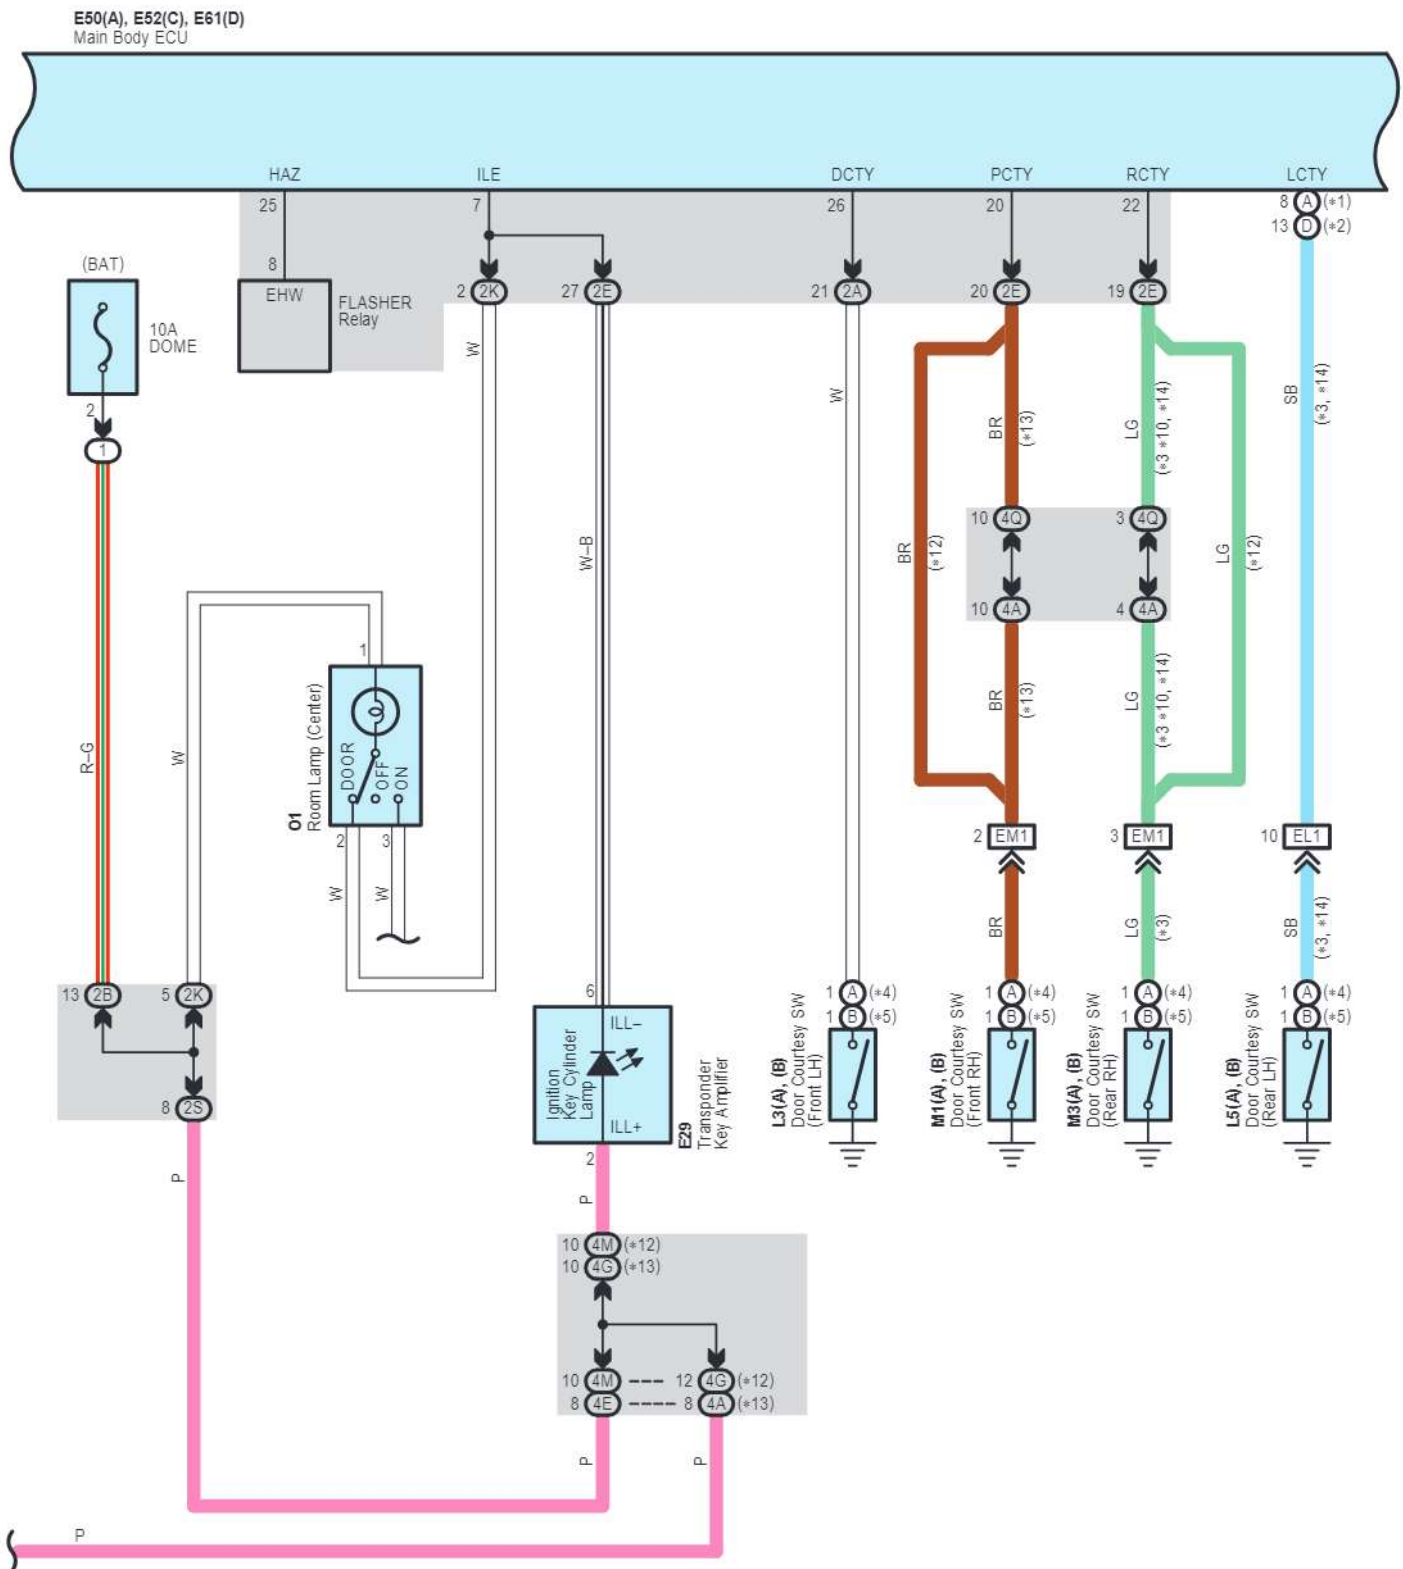 E50(A), E52(C), E61(D)
Main Body ECU
HAZ
ILE
DCTY
PCTY
RCTY
LCTY
25
7
26
20
22
8 A (*1)
13 D (*2)
(BAT)
8
EHW
FLASHER
Relay
2 2K
27 2E
21 2A
20 2E
19 2E
10A
DOME
2
1
W
W
BR
(*13)
LG
(*3 *10, *14)
SB
(*3, *14)
10 4Q
3 4Q
W–B
BR
(*12)
LG
(*12)
10 4A
4 4A
1
O1
Room Lamp (Center)
DOOR
OFF
ON
R–G
W
BR
(*13)
LG
(*3 *10, *14)
2
3
2 EM1
3 EM1
10 EL1
W
W
BR
LG
(*3)
SB
(*3, *14)
13 2B
5 2K
6
1 A (*4)
1 B (*5)
1 A (*4)
1 B (*5)
1 A (*4)
1 B (*5)
1 A (*4)
1 B (*5)
ILL–
Ignition
Key Cylinder
Lamp
ILL+
E29
Transponder
Key Amplifier
L3(A), (B)
Door Courtesy SW
(Front LH)
M1(A), (B)
Door Courtesy SW
(Front RH)
M3(A), (B)
Door Courtesy SW
(Rear RH)
L5(A), (B)
Door Courtesy SW
(Rear LH)
8 2S
2
P
P
10 4M (*12)
10 4G (*13)
10 4M ---- 12 4G (*12)
8 4E ----- 8 4A (*13)
P
P
P